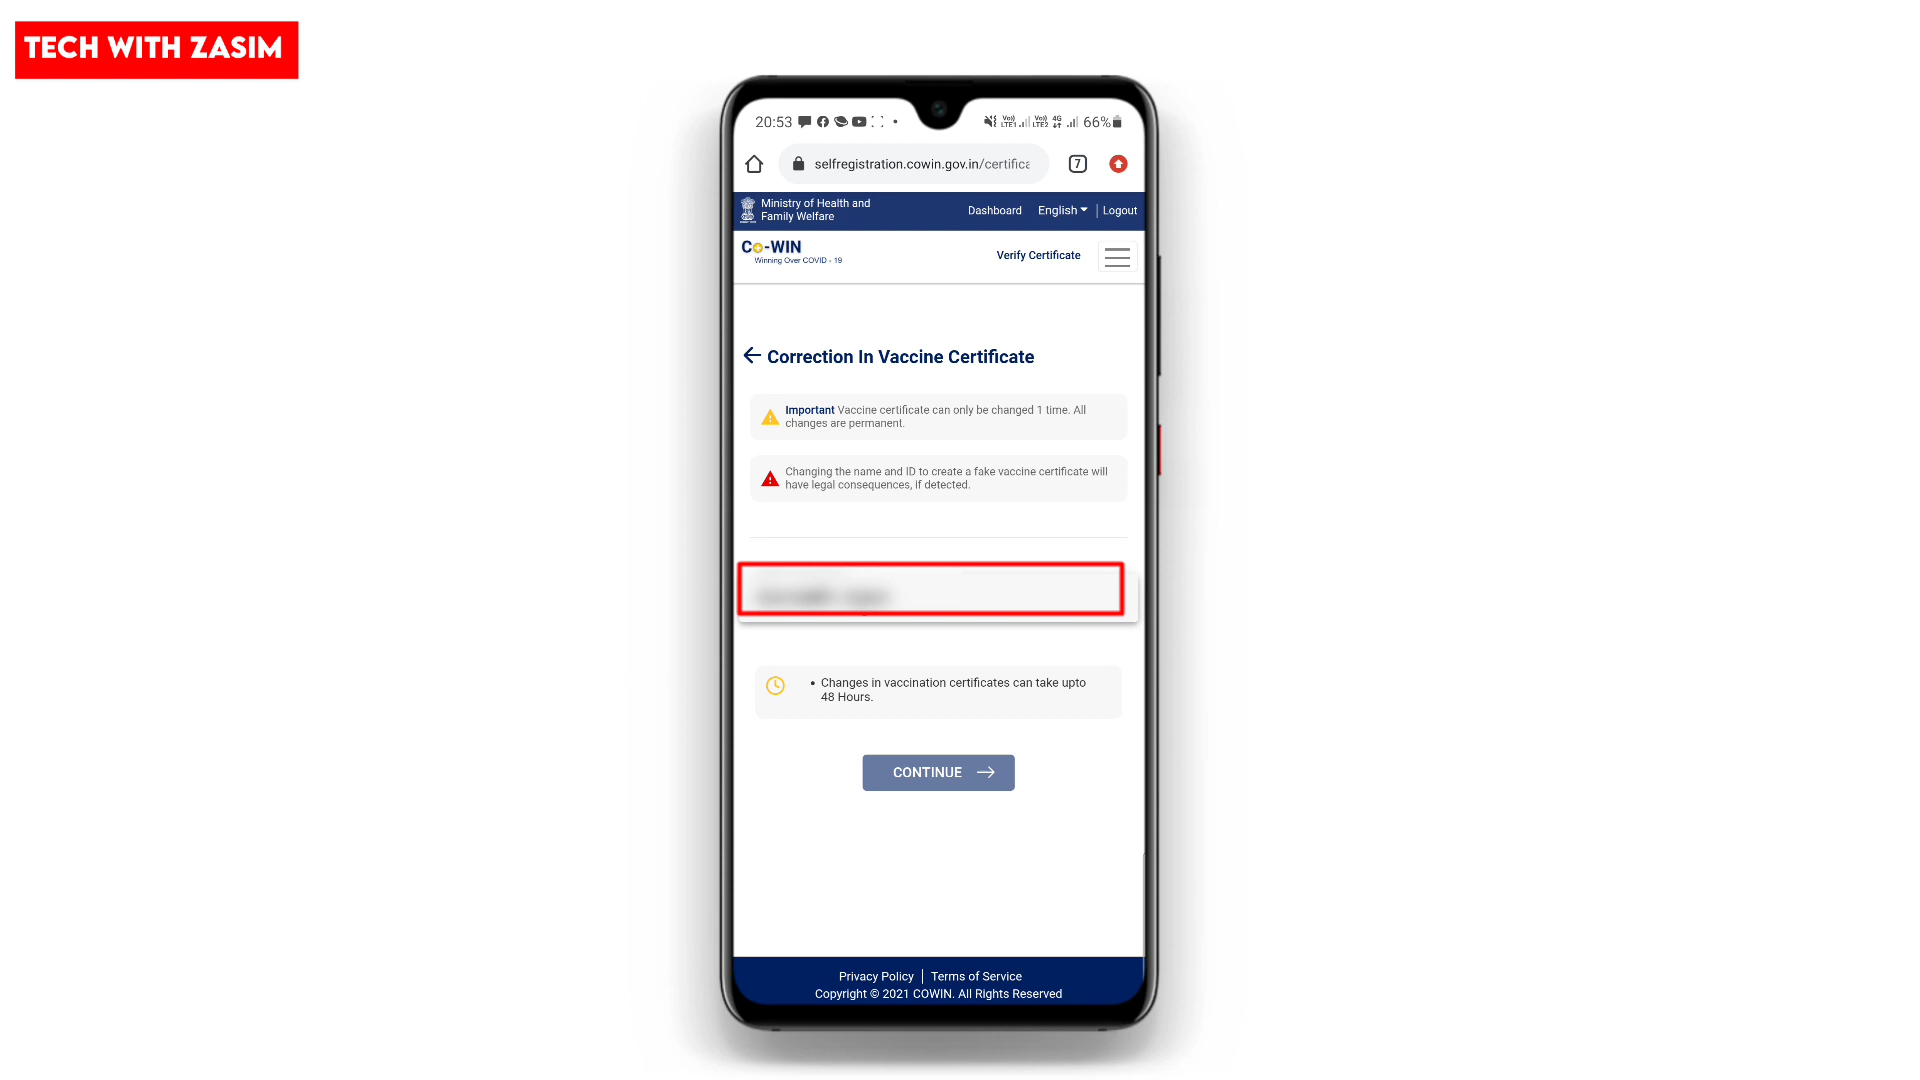 TECH WITH ZASIM
20:53
66%
selfregistration.cowin.gov.in/certifica
7
Ministry of Health and
Family Welfare
Dashboard English Logout
Co-WIN
Winning Over COVID - 19
Verify Certificate
Correction In Vaccine Certificate
Important Vaccine certificate can only be changed 1 time. All
changes are permanent.
Changing the name and ID to create a fake vaccine certificate will
have legal consequences, if detected.
• Changes in vaccination certificates can take upto
48 Hours.
CONTINUE
Privacy Policy | Terms of Service
Copyright © 2021 COWIN. All Rights Reserved